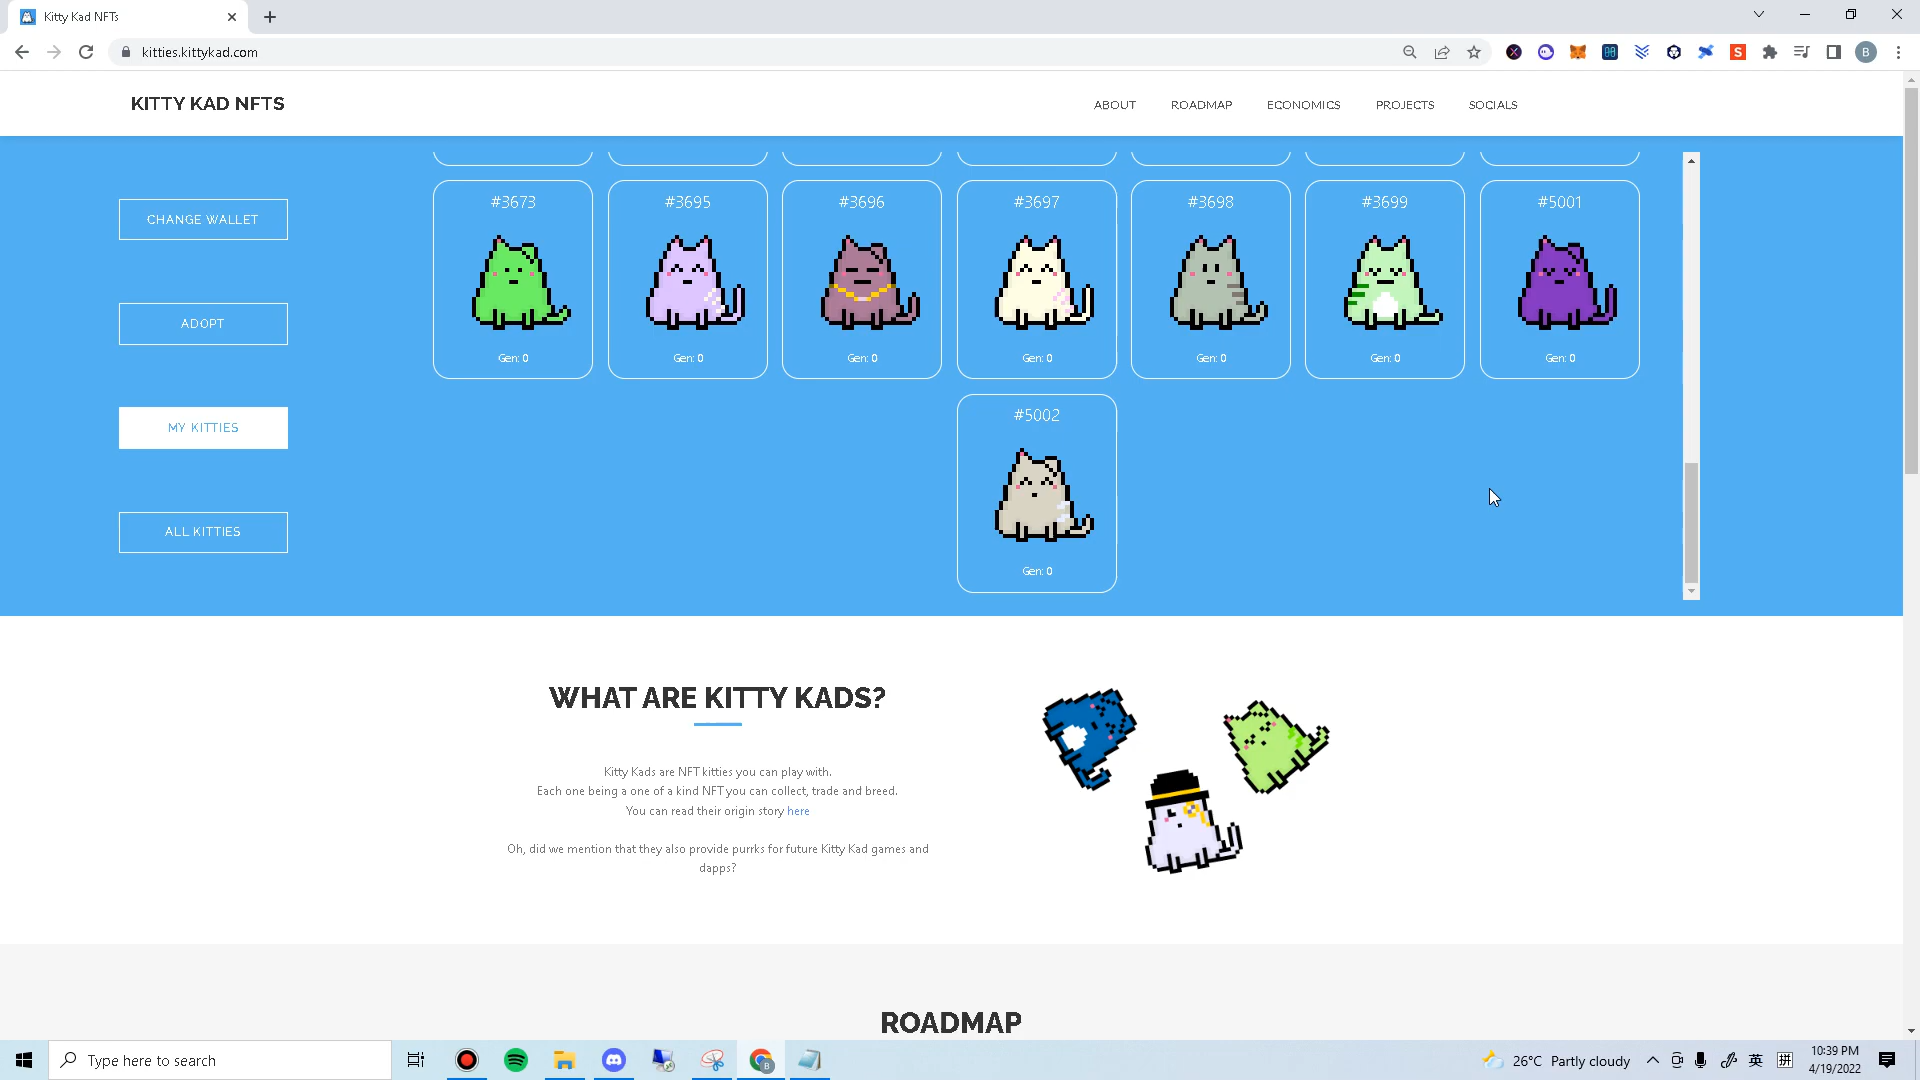 Kitty Kad NFTs
kitties.kittykad.com
B
KITTY KAD NFTS
ABOUT
ROADMAP
ECONOMICS
PROJECTS
SOCIALS
CHANGE WALLET
ADOPT
MY KITTIES
ALL KITTIES
#3673
#3695
#3696
#3697
#3698
#3699
#5001
Gen: 0
Gen: 0
Gen: 0
Gen: 0
Gen: 0
Gen: 0
Gen: 0
#5002
Gen: 0
WHAT ARE KITTY KADS?
Kitty Kads are NFT kitties you can play with.
Each one being a one of a kind NFT you can collect, trade and breed.
You can read their origin story here
Oh, did we mention that they also provide purrks for future Kitty Kad games and
dapps?
ROADMAP
Type here to search
26°C Partly cloudy
英
拼
10:39 PM
4/19/2022